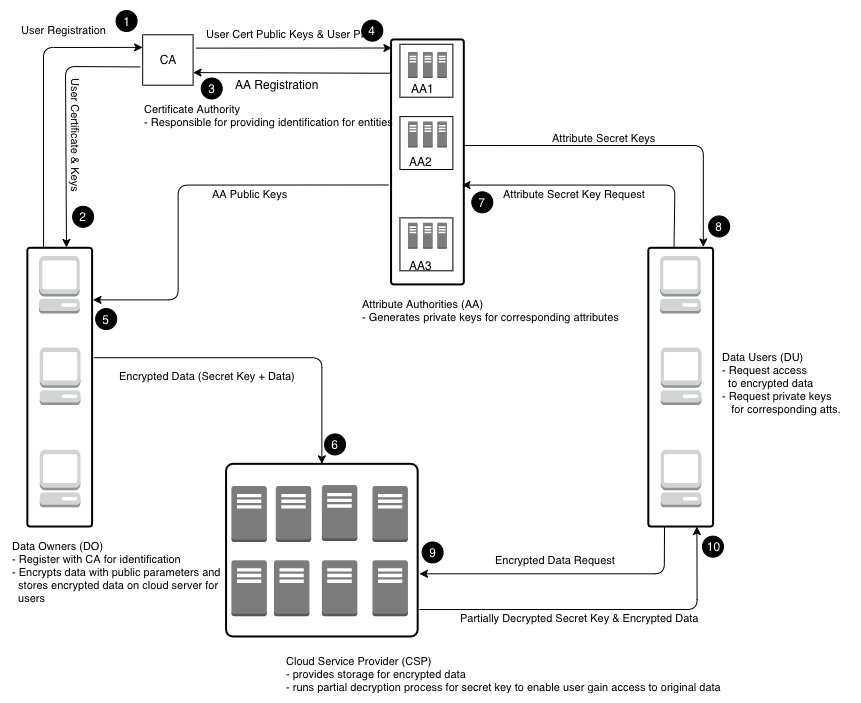 1
User Registration
User Cert Public Keys & User P
4
CA
AA1
3
AA Registration
Certificate Authority
- Responsible for providing identification for entities
User Certificate & Keys
AA2
Attribute Secret Keys
2
AA Public Keys
7
Attribute Secret Key Request
8
AA3
5
Attribute Authorities (AA)
- Generates private keys for corresponding attributes
Encrypted Data (Secret Key + Data)
Data Users (DU)
- Request access
to encrypted data
- Request private keys
for corresponding atts.
6
Data Owners (DO)
- Register with CA for identification
- Encrypts data with public parameters and
stores encrypted data on cloud server for
users
9
Encrypted Data Request
10
Partially Decrypted Secret Key & Encrypted Data
Cloud Service Provider (CSP)
- provides storage for encrypted data
- runs partial decryption process for secret key to enable user gain access to original data